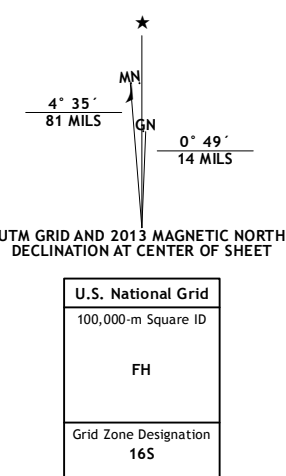 ★
MN
4° 35´
81 MILS
GN
0° 49´
14 MILS
UTM GRID AND 2013 MAGNETIC NORTH
DECLINATION AT CENTER OF SHEET
U.S. National Grid
100,000-m Square ID
FH
Grid Zone Designation
16S